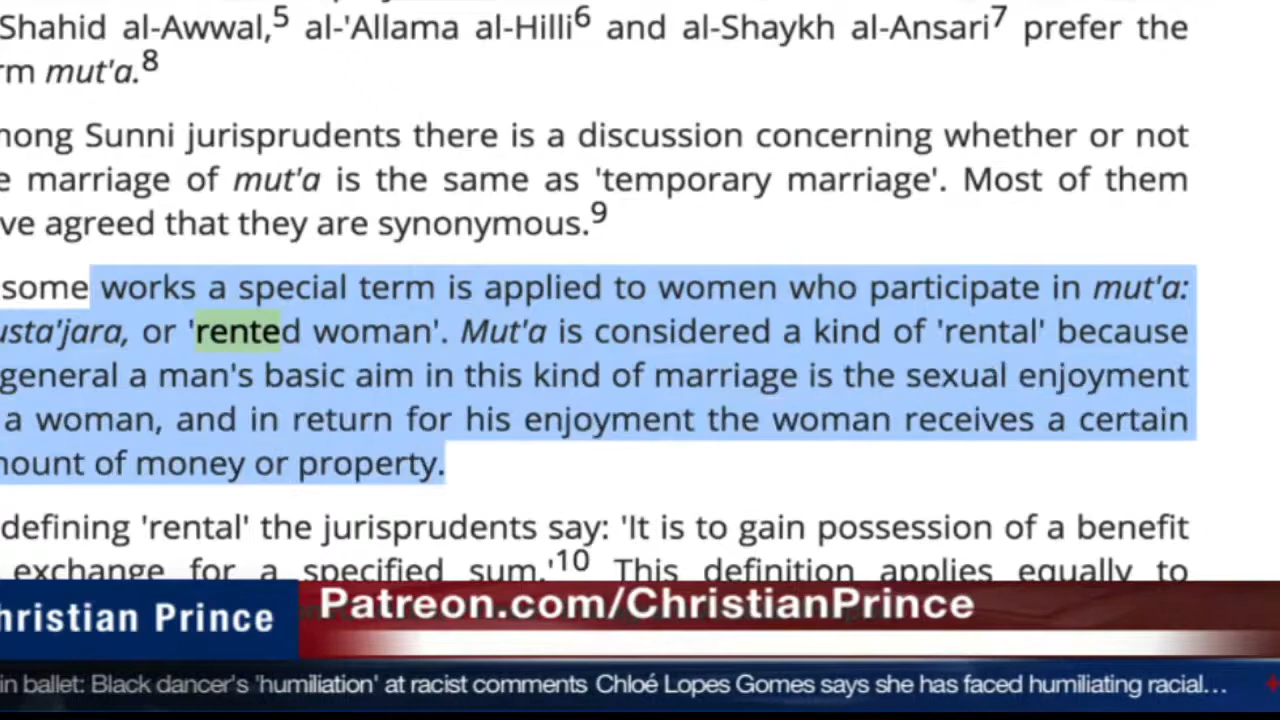 Shahid al-Awwal,5 al-'Allama al-Hilli6 and al-Shaykh al-Ansari7 prefer the
rm mut'a.8
mong Sunni jurisprudents there is a discussion concerning whether or not
e marriage of mut'a is the same as 'temporary marriage'. Most of them
ve agreed that they are synonymous.9
some works a special term is applied to women who participate in mut'a:
usta'jara, or 'rented woman'. Mut'a is considered a kind of 'rental' because
general a man's basic aim in this kind of marriage is the sexual enjoyment
a woman, and in return for his enjoyment the woman receives a certain
mount of money or property.
defining 'rental' the jurisprudents say: 'It is to gain possession of a benefit
exchange for a specified sum.'10 This definition applies equally to
hristian Prince
Patreon.com/ChristianPrince
in ballet: Black dancer's 'humiliation' at racist comments Chloé Lopes Gomes says she has faced humiliating racial...